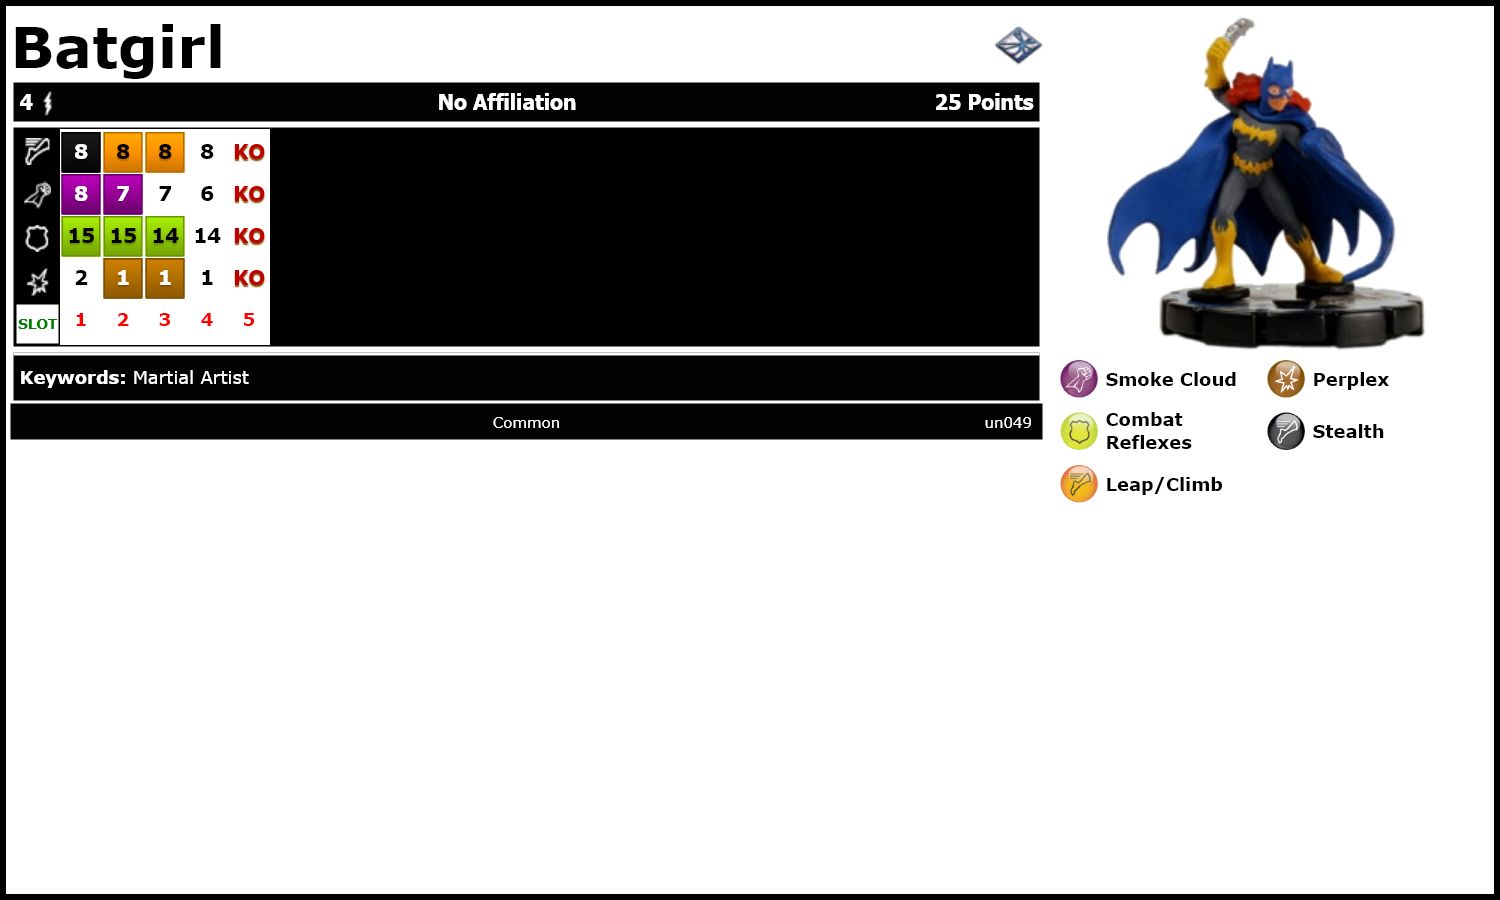 Batgirl
4 No Affiliation 25 Points
8 8 8 8 KO
8 7 7 6 KO
15 15 14 14 KO
2 1 1 1 KO
SLOT 1 2 3 4 5
Keywords: Martial Artist
Common un049
Smoke Cloud Perplex
Combat
Reflexes
Stealth
Leap/Climb